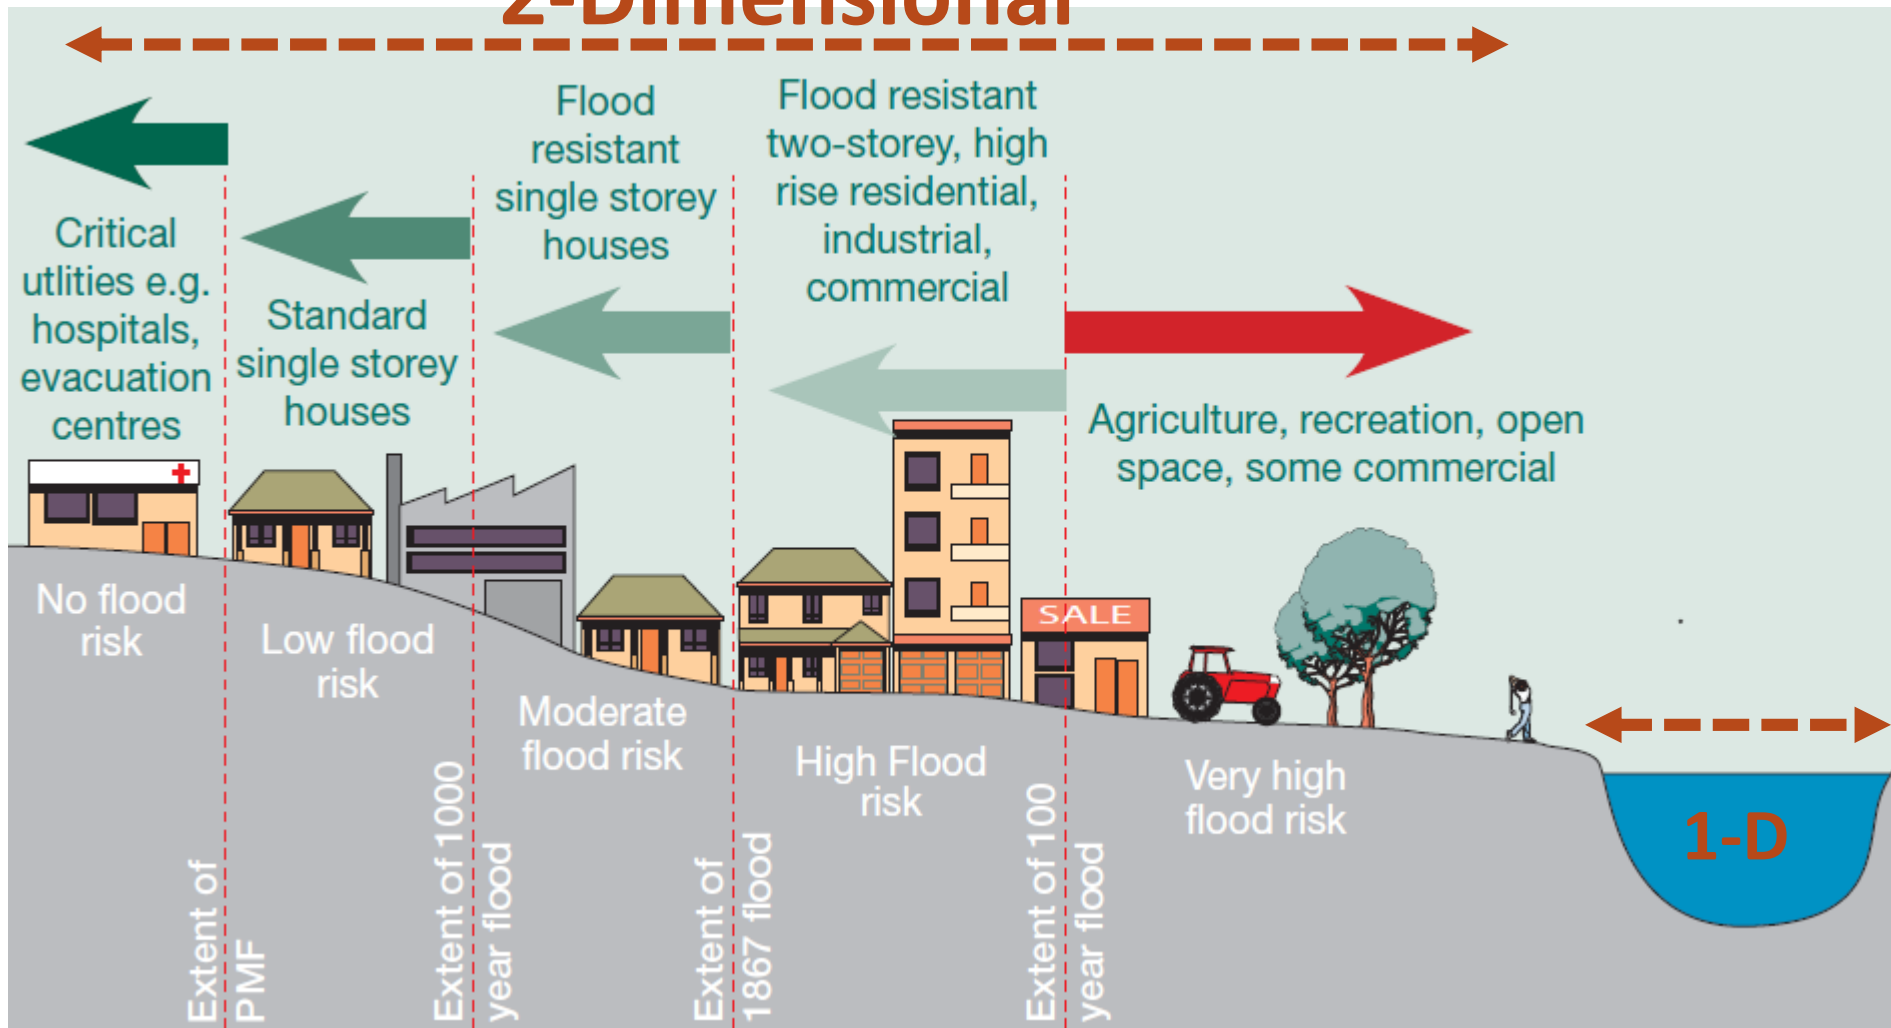 2-Dimensional
Critical
utlities e.g.
hospitals,
evacuation
centres
Standard
single storey
houses
Flood
resistant
single storey
houses
Flood resistant
two-storey, high
rise residential,
industrial,
commercial
Agriculture, recreation, open
space, some commercial
SALE
No flood
risk
Low flood
risk
Moderate
flood risk
High Flood
risk
Very high
flood risk
1-D
Extent of
PMF
Extent of 1000
year flood
Extent of
1867 flood
Extent of 100
year flood